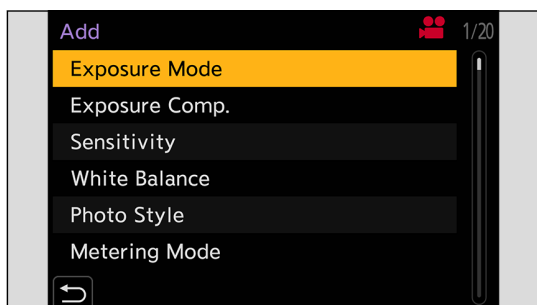 Add 1/20
Exposure Mode
Exposure Comp.
Sensitivity
White Balance
Photo Style
Metering Mode